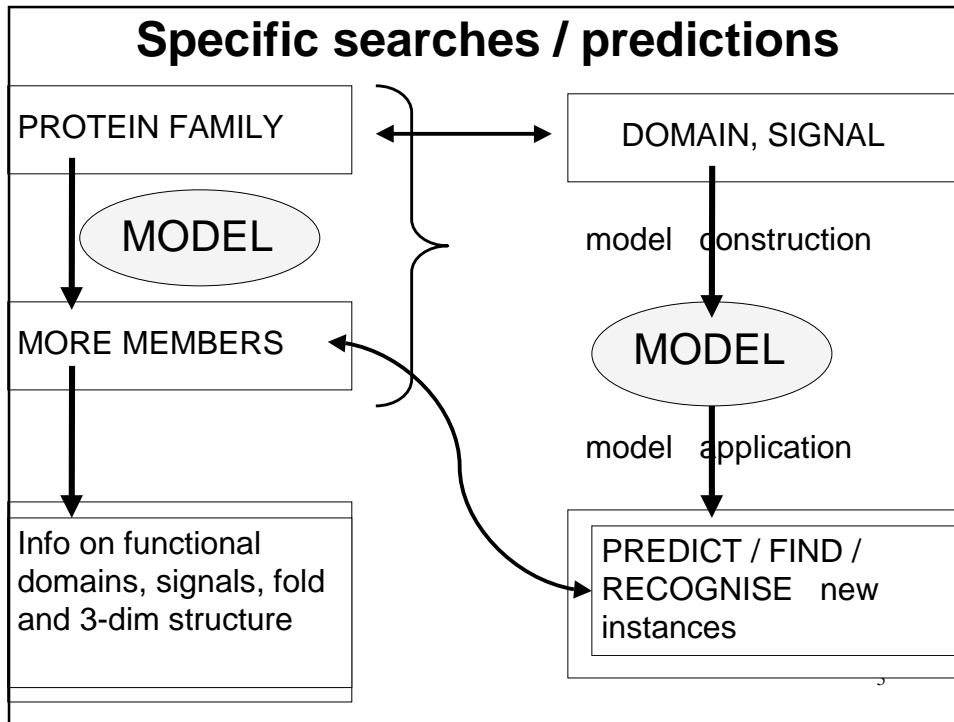 Specific searches / predictions
PROTEIN FAMILY
MODEL
MORE MEMBERS
Info on functional
domains, signals, fold
and 3-dim structure
DOMAIN, SIGNAL
model construction
MODEL
model application
PREDICT / FIND /
RECOGNISE new
instances